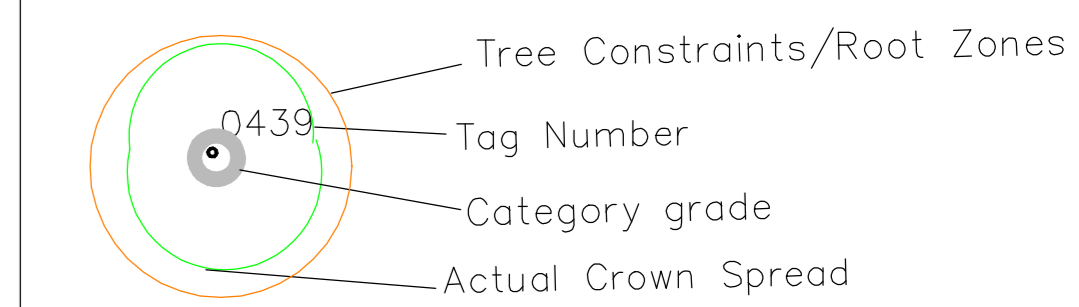 Tree Constraints/Root Zones
0439
Tag Number
Category grade
Actual Crown Spread